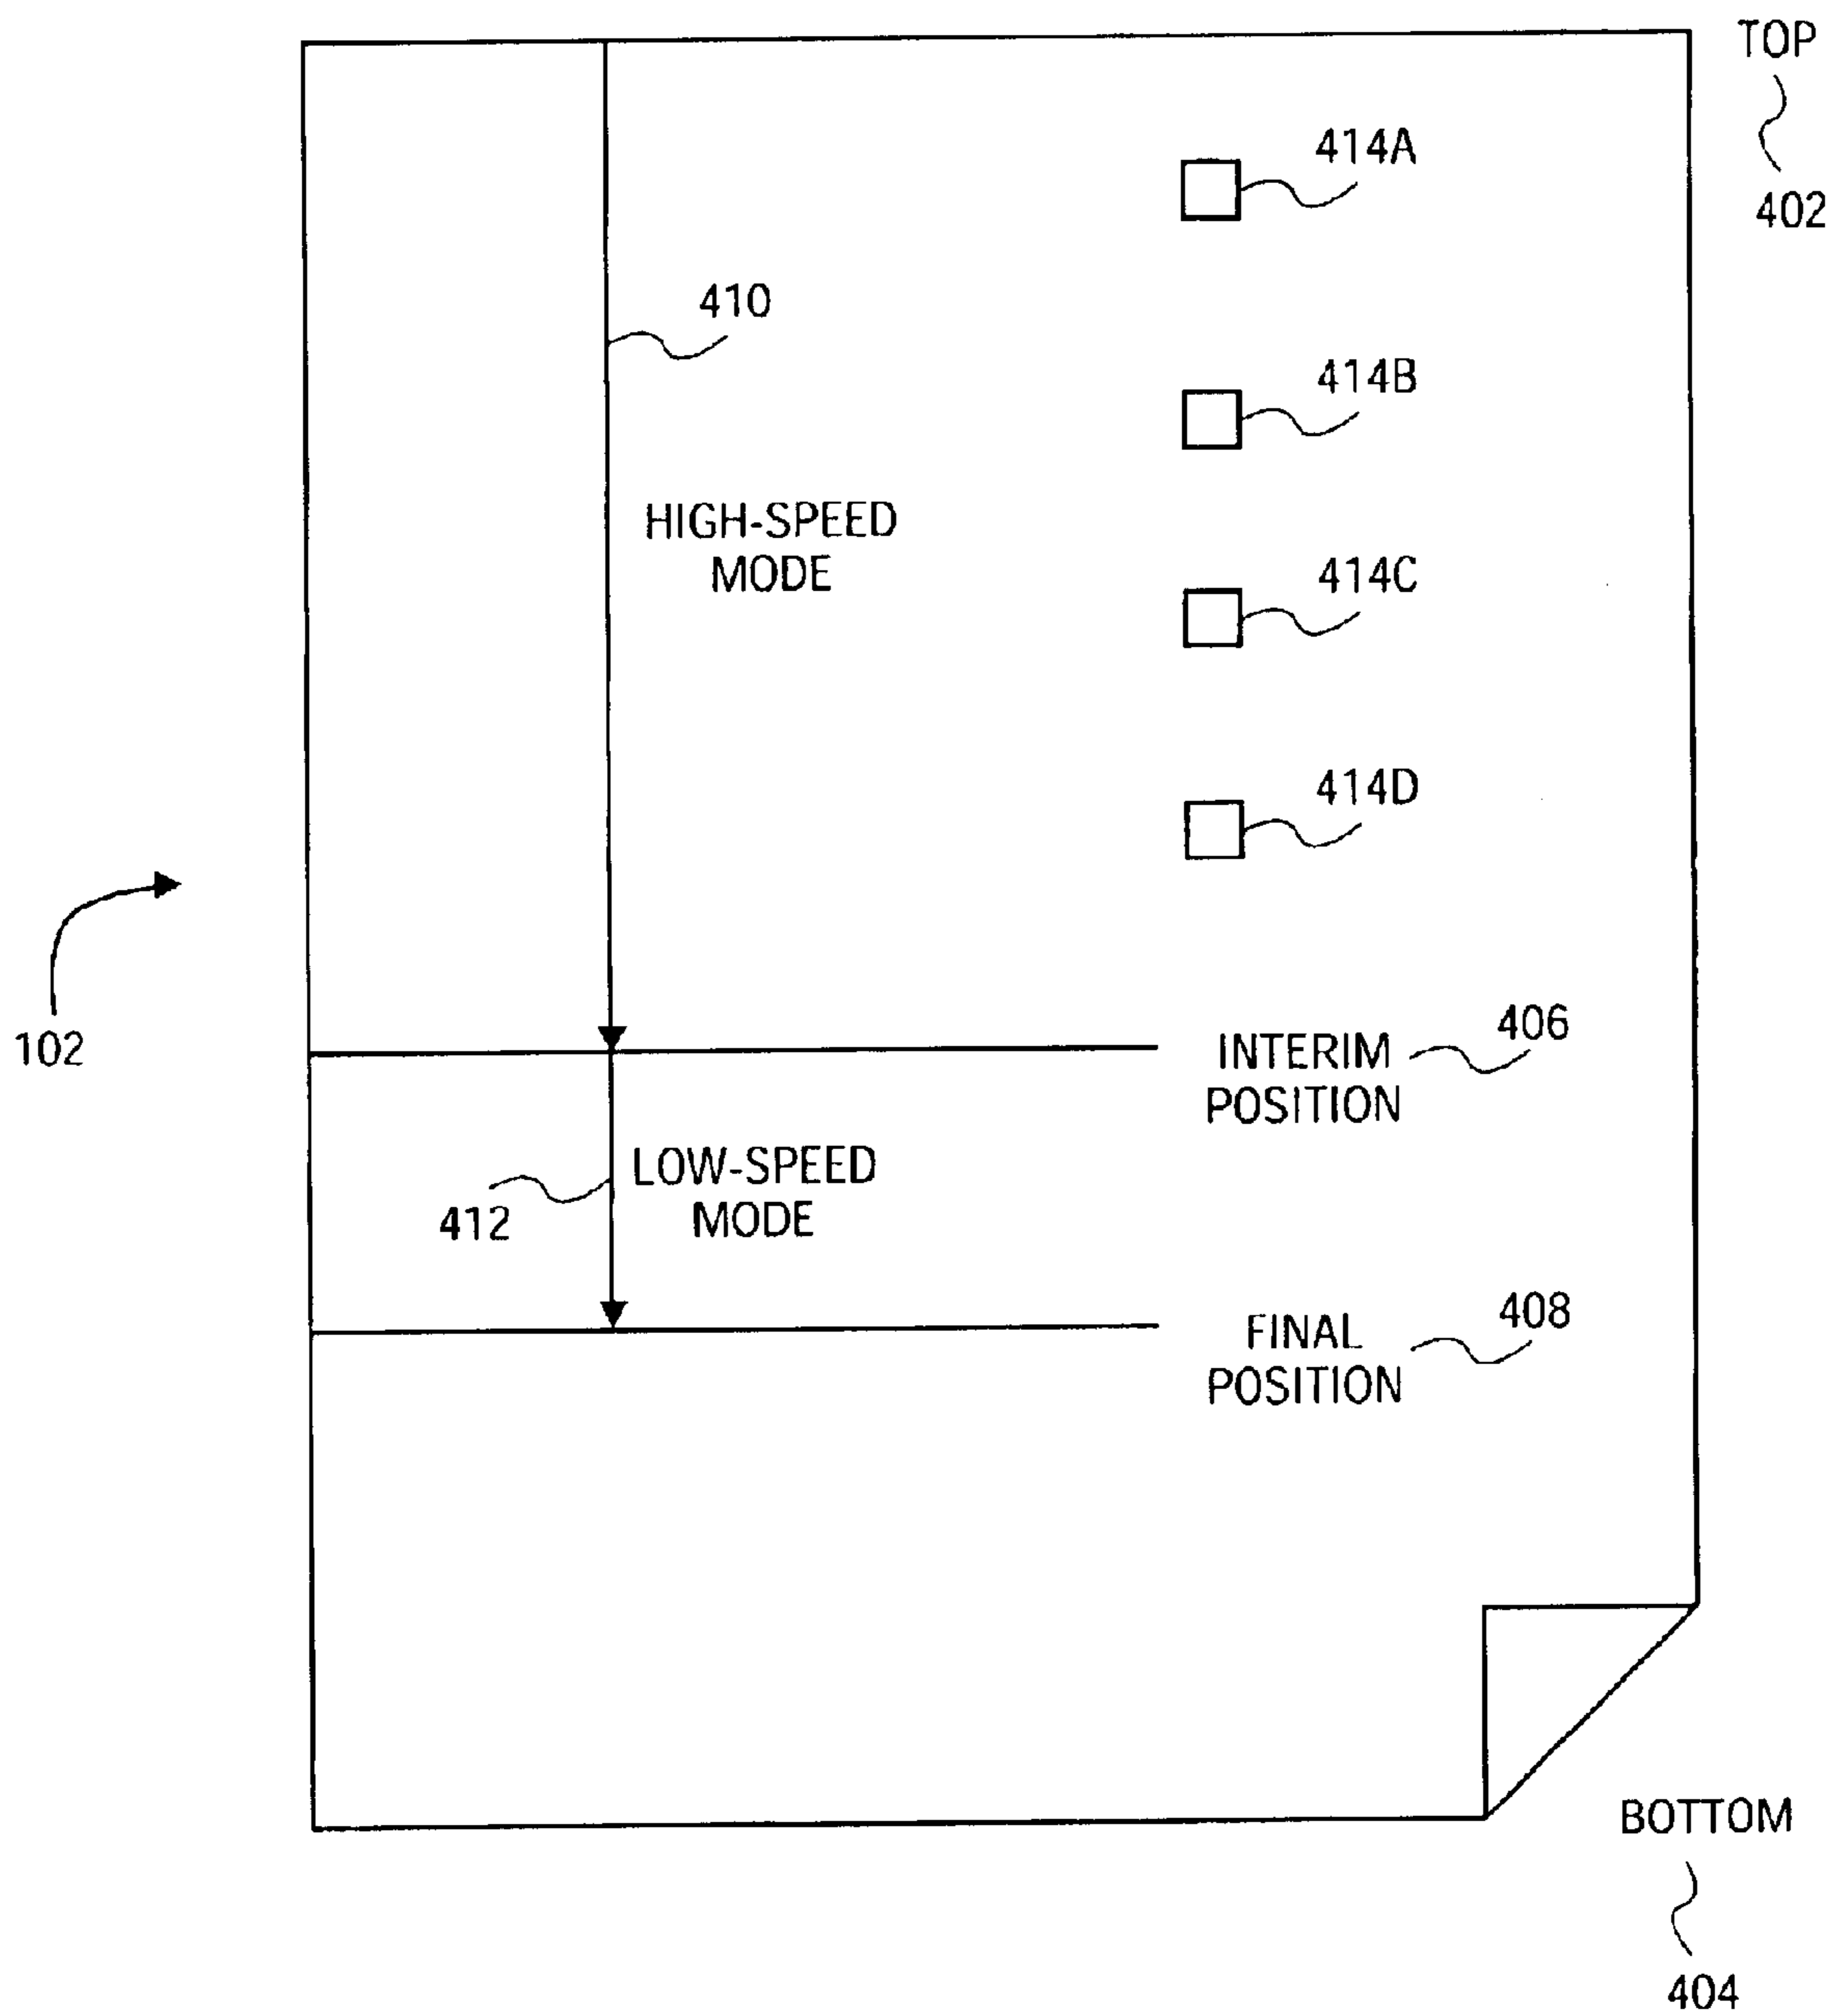 TOP
402
414A
410
414B
HIGH-SPEED
MODE
414C
414D
102
406
INTERIM
POSITION
LOW-SPEED
MODE
412
408
FINAL
POSITION
BOTTOM
404